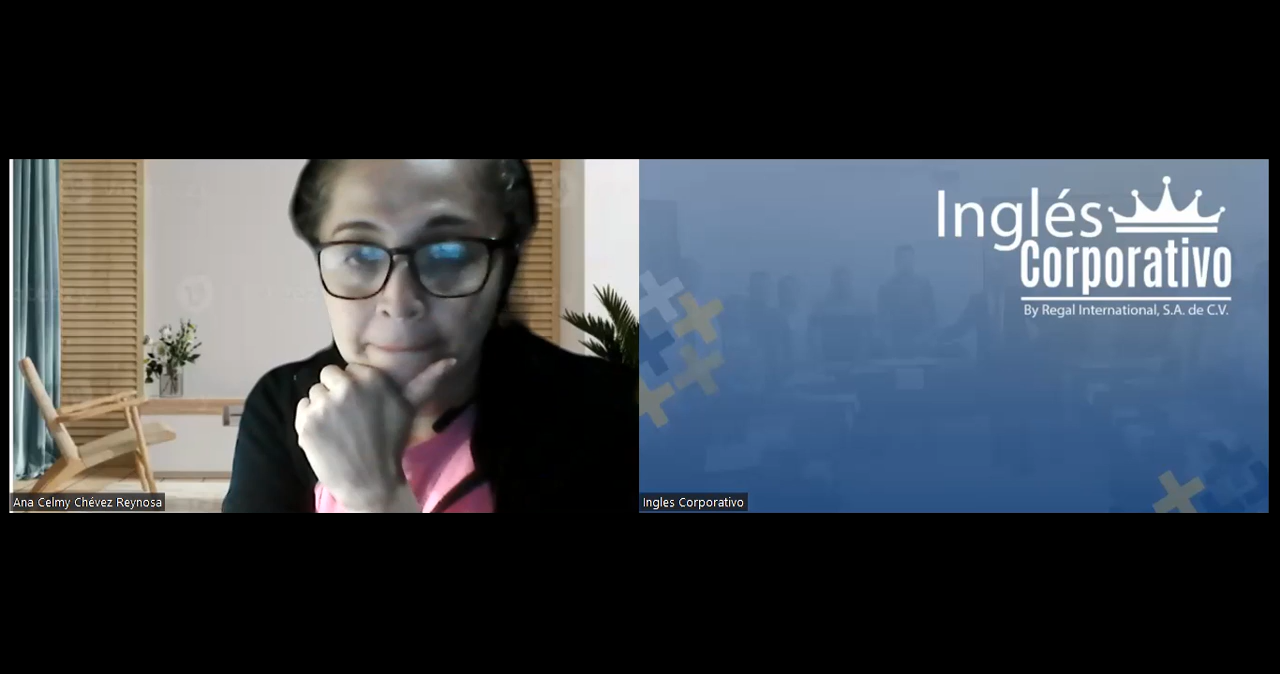 Ana Celmy Chévez Reynosa
Inglés
Corporativo
By Regal International, S.A. de C.V.
Ingles Corporativo